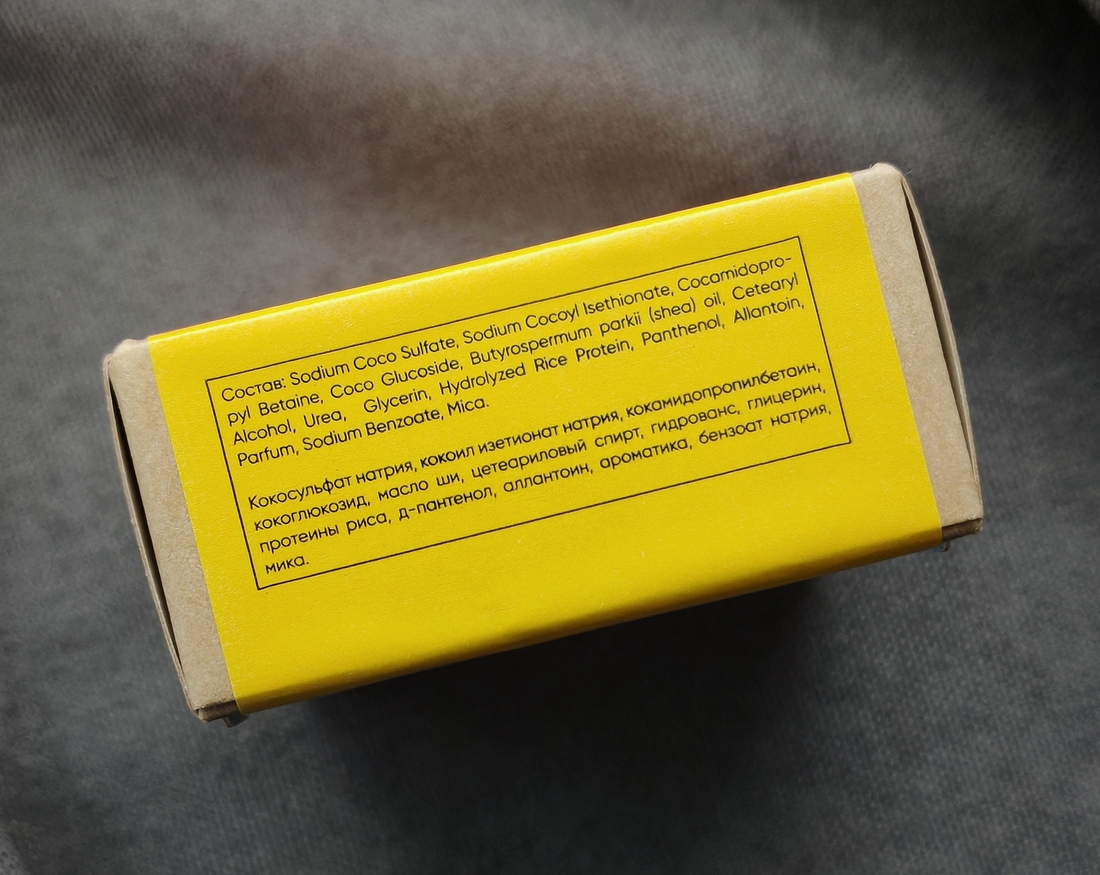 Состав: Sodium Coco Sulfate, Sodium Cocoyl Isethionate, Cocamidopro-
pyl Betaine, Coco Glucoside, Butyrospermum parkii (shea) oil, Cetearyl
Alcohol, Urea, Glycerin, Hydrolyzed Rice Protein, Panthenol, Allantoin,
Parfum, Sodium Benzoate, Mica.
Кокосульфат натрия, кокоил изетионат натрия, кокамидопропилбетаин,
кокоглюкозид, масло ши, цетеариловый спирт, гидрованс, глицерин,
протеины риса, д-пантенол, аллантоин, ароматика, бензоат натрия,
мика.